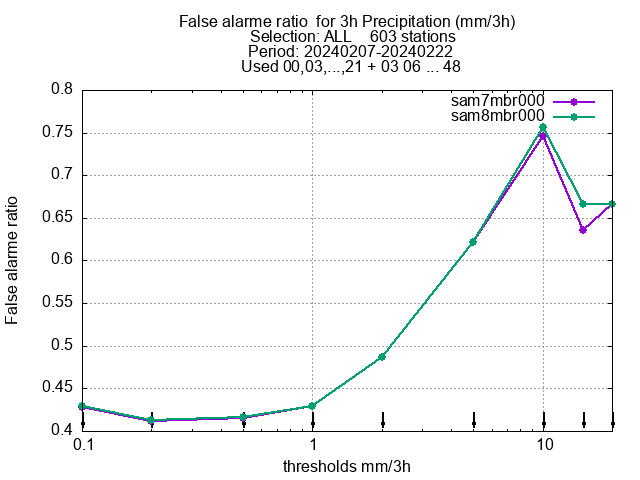 False alarme ratio  for 3h Precipitation (mm/3h)
Selection: ALL    603 stations
Period: 20240207-20240222
Used 00,03,...,21 + 03 06 ... 48
sam7mbr000
sam8mbr000
0.8
0.75
0.7
0.65
0.6
0.55
0.5
0.45
0.4
False alarme ratio
0.1
1
10
thresholds mm/3h